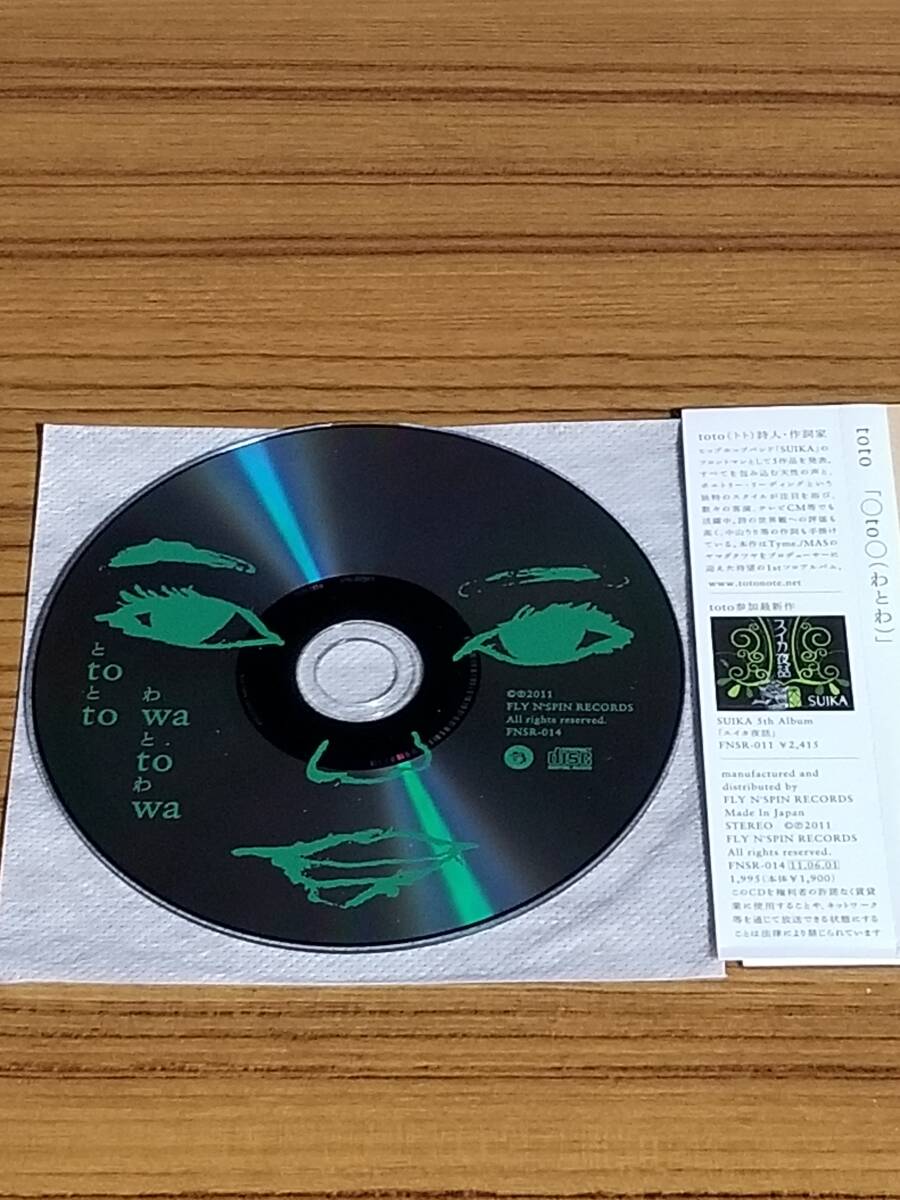 と
to
と
to
わ
wa
と
to
わ
wa
©℗2011
FLY N'SPIN RECORDS
All rights reserved.
FNSR-014
disc
DIGITAL AUDIO
toto(トト)詩人・作詞家
ヒップホップバンド「SUIKA」の
フロントマンとして5作品を発表。
すべてを包み込む天性の声と、
ポエトリー・リーディングという
独特のスタイルが注目を浴び、
数々の客演、テレビCM等でも
活躍中。詩の世界観への評価も
高く、中山うり等の作詞も手掛け
ている。本作はTyme./MASの
ヤマダタツヤをプロデューサーに
迎えた待望の1stソロアルバム。
www.totonote.net
toto参加最新作
スイカ夜話
SUIKA
SUIKA 5th Album
「スイカ夜話」
FNSR-011 ¥2,415
manufactured and
distributed by
FLY N'SPIN RECORDS
Made In Japan
STEREO ©℗2011
FLY N'SPIN RECORDS
All rights reserved.
FNSR-014 11.06.01
1,995(本体¥1,900)
このCDを権利者の許諾なく賃貸
業に使用することや、ネットワーク
等を通じて放送できる状態にする
ことは法律により禁じられています
toto 「〇to〇(わとわ)」